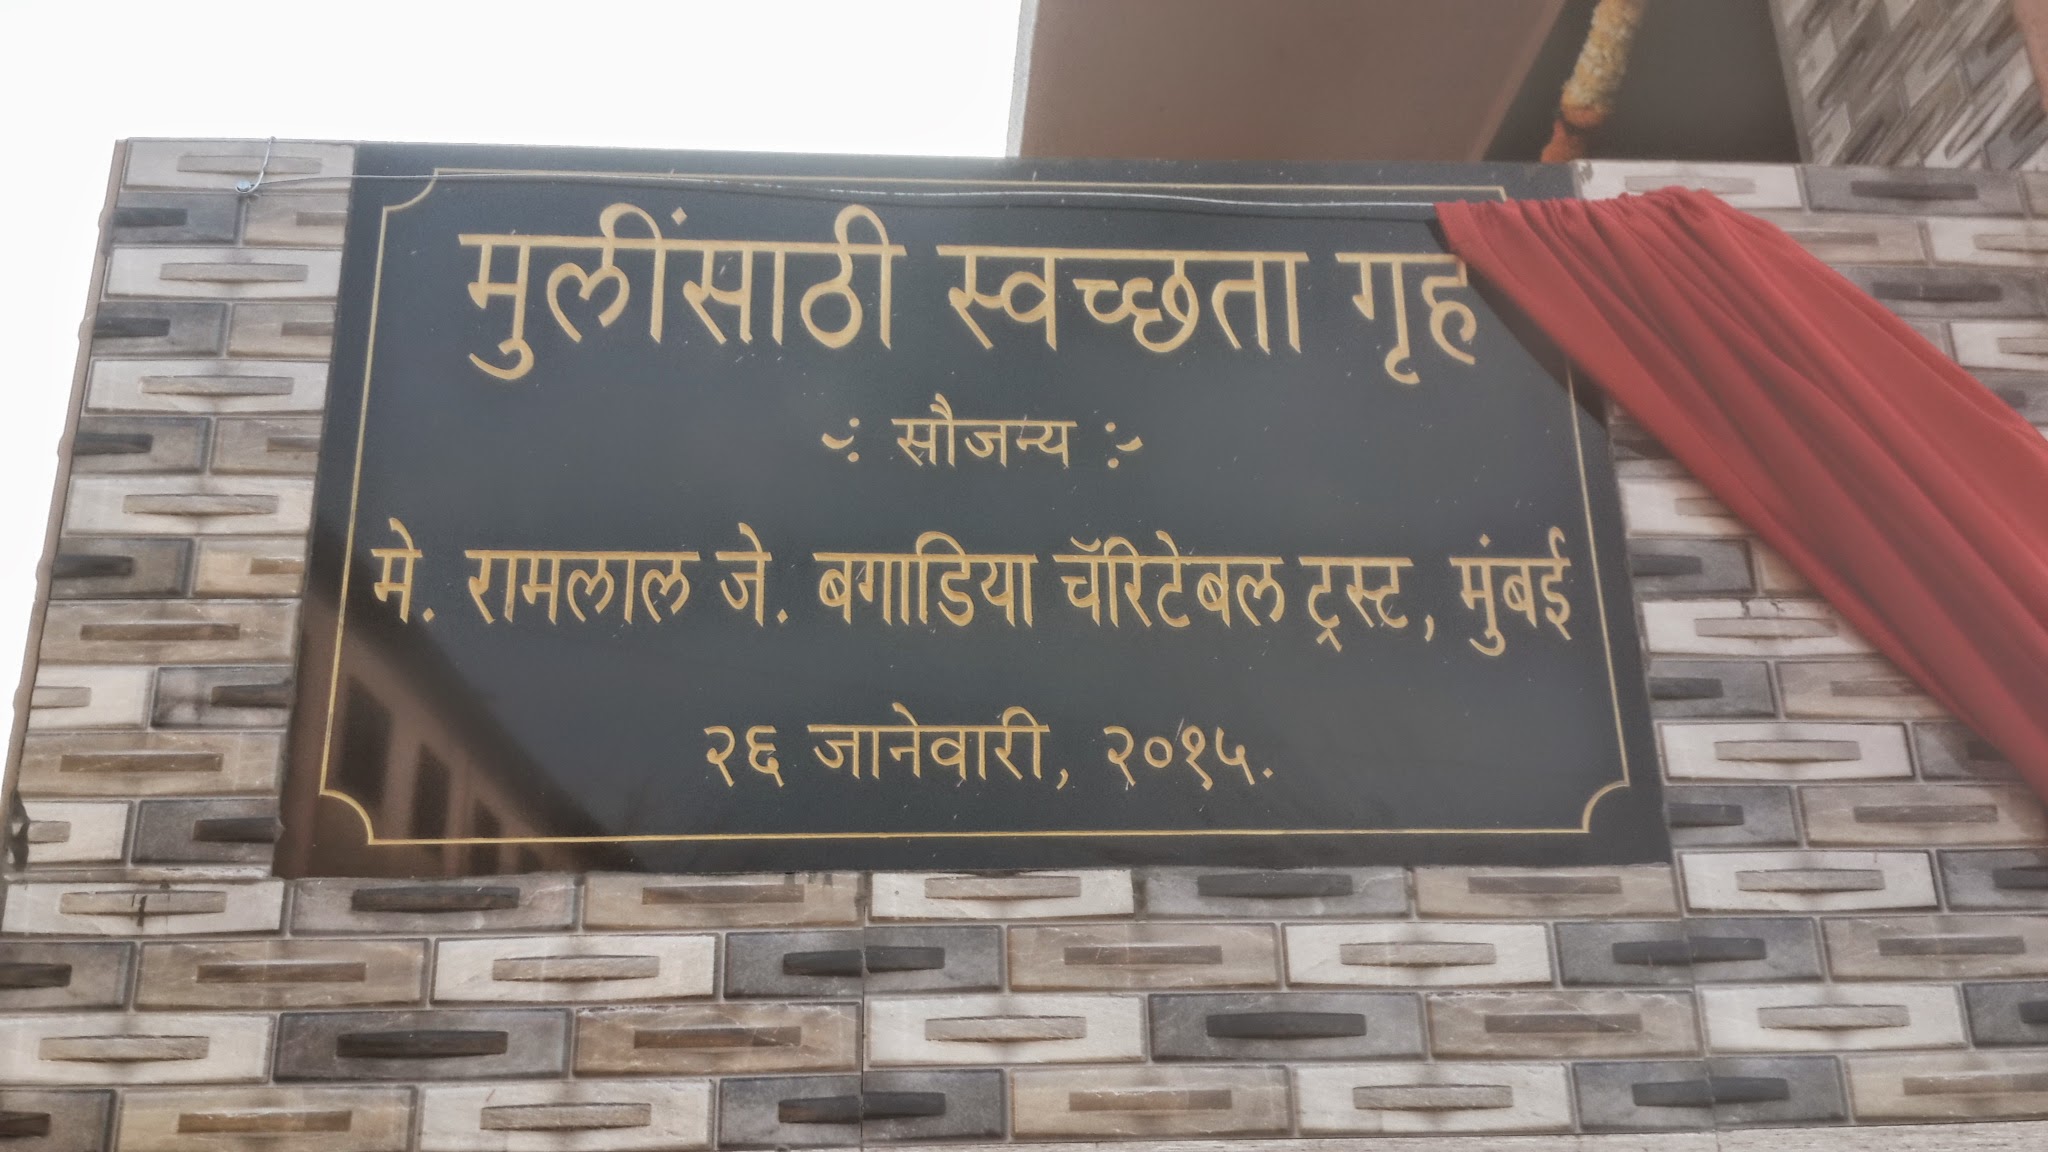 मुलींसाठी स्वच्छता गृह
-: सौजन्य :-
मे. रामलाल जे. बगाडिया चॅरिटेबल ट्रस्ट, मुंबई
२६ जानेवारी, २०१५.